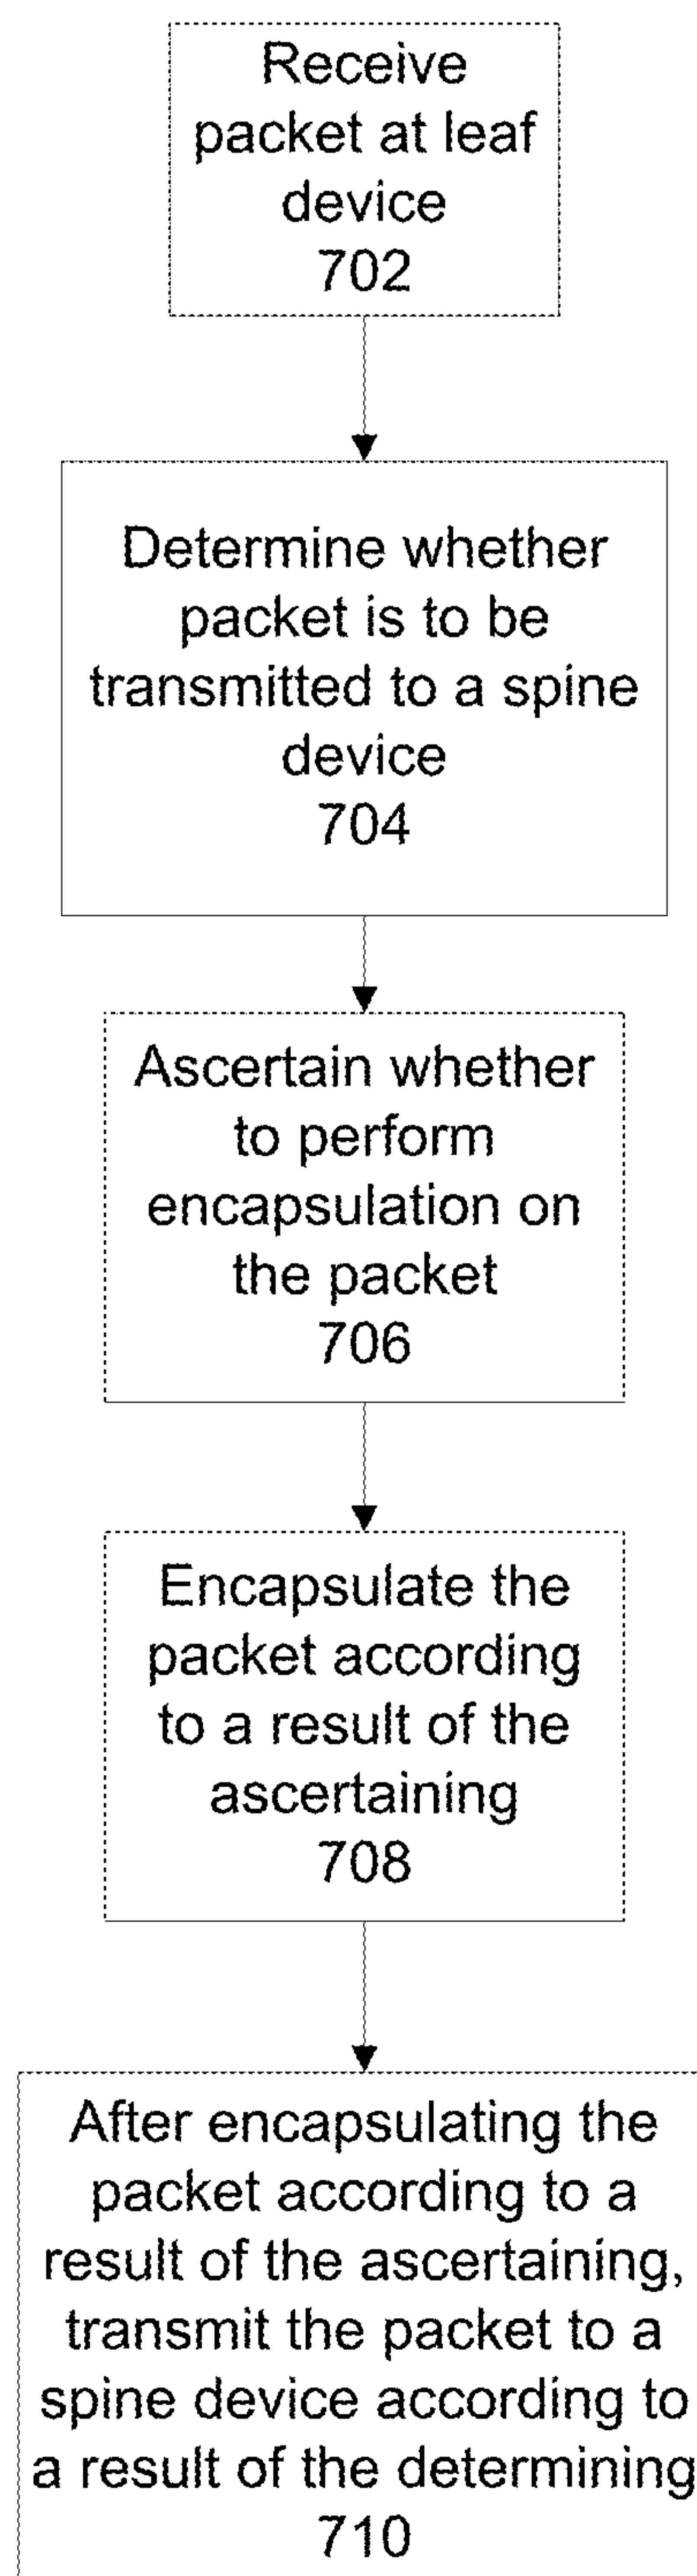 Receive
packet at leaf
device
702
Determine whether
packet is to be
transmitted to a spine
device
704
Ascertain whether
to perform
encapsulation on
the packet
706
Encapsulate the
packet according
to a result of the
ascertaining
708
After encapsulating the
packet according to a
result of the ascertaining,
transmit the packet to a
spine device according to
a result of the determining
710